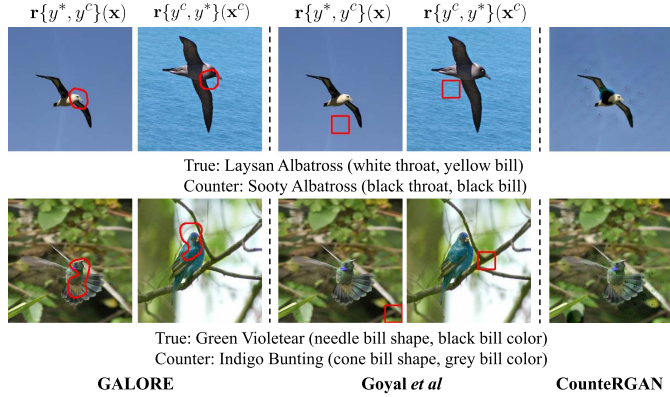 r{y*, y^c}(x) r{y^c, y*}(x^c) r{y*, y^c}(x) r{y^c, y*}(x^c)
True: Laysan Albatross (white throat, yellow bill)
Counter: Sooty Albatross (black throat, black bill)
True: Green Violetear (needle bill shape, black bill color)
Counter: Indigo Bunting (cone bill shape, grey bill color)
GALORE Goyal et al CounteRGAN